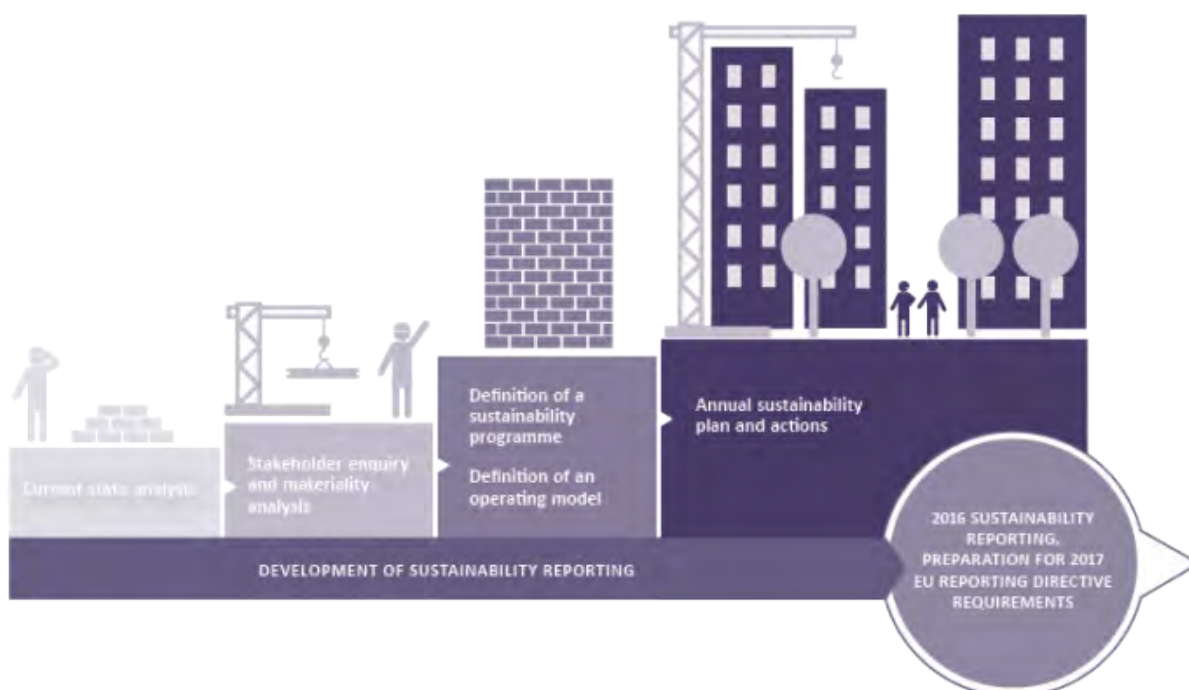 Current state analysis
Stakeholder enquiry
and materiality
analysis
Definition of a
sustainability
programme
Definition of an
operating model
Annual sustainability
plan and actions
DEVELOPMENT OF SUSTAINABILITY REPORTING
2016 SUSTAINABILITY
REPORTING,
PREPARATION FOR 2017
EU REPORTING DIRECTIVE
REQUIREMENTS